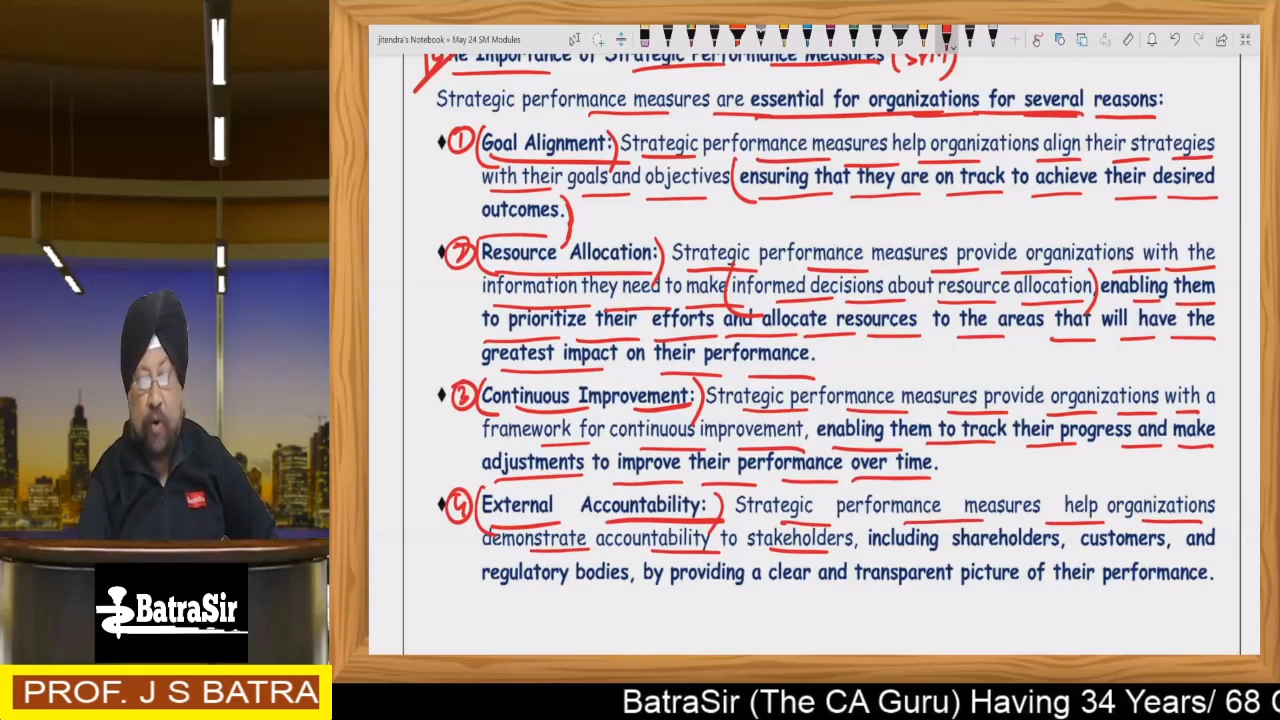 jitendra's Notebook » May 24 SM Modules
The Importance of Strategic Performance Measures (SPM)
Strategic performance measures are essential for organizations for several reasons:
♦ ① Goal Alignment: Strategic performance measures help organizations align their strategies
with their goals and objectives ensuring that they are on track to achieve their desired
outcomes.
♦ ② Resource Allocation: Strategic performance measures provide organizations with the
information they need to make informed decisions about resource allocation, enabling them
to prioritize their efforts and allocate resources to the areas that will have the
greatest impact on their performance.
♦ ③ Continuous Improvement: Strategic performance measures provide organizations with a
framework for continuous improvement, enabling them to track their progress and make
adjustments to improve their performance over time.
♦ ④ External Accountability: Strategic performance measures help organizations
demonstrate accountability to stakeholders, including shareholders, customers, and
regulatory bodies, by providing a clear and transparent picture of their performance.
BatraSir
PROF. J S BATRA
BatraSir (The CA Guru) Having 34 Years/ 68